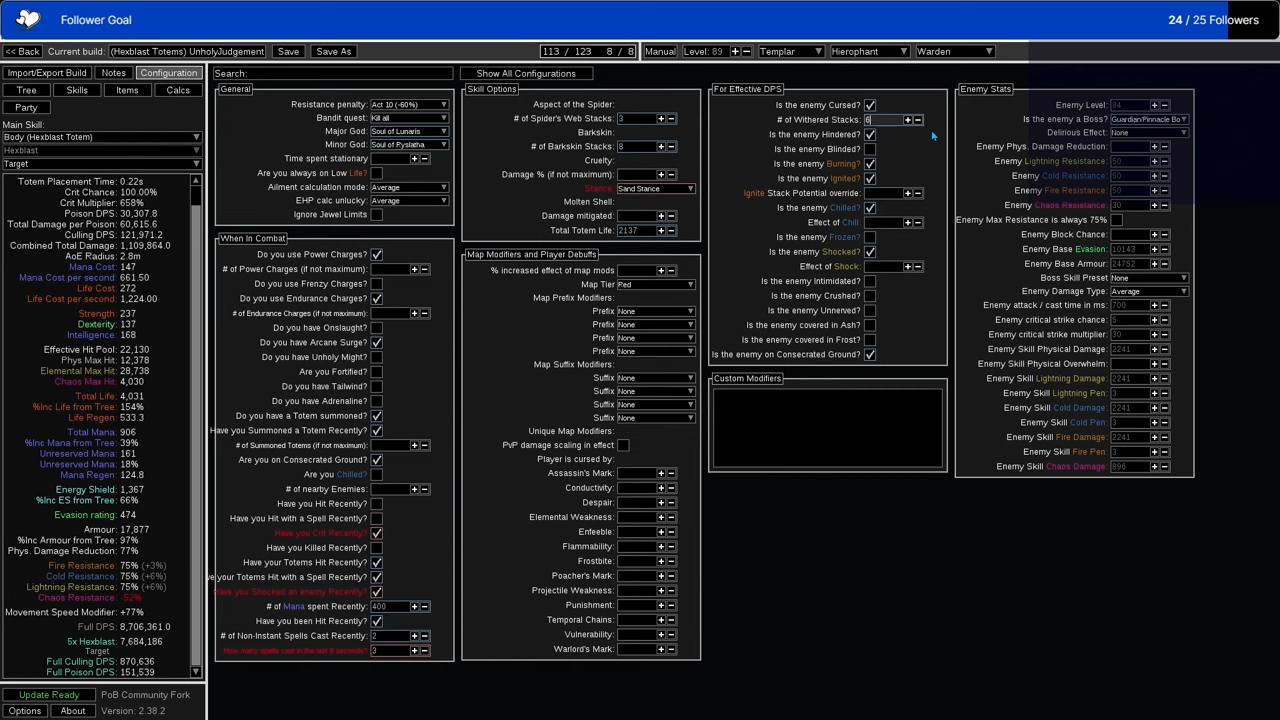 Follower Goal
24 / 25 Followers
<< Back
Current build: (Hexblast Totems) UnholyJudgement
Save
Save As
113 / 123 8 / 8
Manual
Level: 89
Templar
Hierophant
Warden
Import/Export Build
Notes
Configuration
Tree
Skills
Items
Calcs
Party
Main Skill:
Body (Hexblast Totem)
Hexblast
Target
Totem Placement Time: 0.22s
Crit Chance: 100.00%
Crit Multiplier: 658%
Poison DPS: 30,307.8
Total Damage per Poison: 60,615.6
Culling DPS: 121,971.2
Combined Total Damage: 1,109,864.0
AoE Radius: 2.8m
Mana Cost: 147
Mana Cost per second: 661.50
Life Cost: 272
Life Cost per second: 1,224.00
Strength: 237
Dexterity: 137
Intelligence: 168
Effective Hit Pool: 22,130
Phys Max Hit: 12,378
Elemental Max Hit: 28,738
Chaos Max Hit: 4,030
Total Life: 4,031
%Inc Life from Tree: 154%
Life Regen: 533.3
Total Mana: 906
%Inc Mana from Tree: 39%
Unreserved Mana: 161
Unreserved Mana: 18%
Mana Regen: 124.8
Energy Shield: 1,367
%Inc ES from Tree: 66%
Evasion rating: 474
Armour: 17,877
%Inc Armour from Tree: 97%
Phys. Damage Reduction: 77%
Fire Resistance: 75% (+3%)
Cold Resistance: 75% (+6%)
Lightning Resistance: 75% (+6%)
Chaos Resistance: -52%
Movement Speed Modifier: +77%
Full DPS: 8,706,361.0
5x Hexblast: 7,684,186
Target
Full Culling DPS: 870,636
Full Poison DPS: 151,539
Update Ready
PoB Community Fork
Options
About
Version: 2.38.2
Search:
Show All Configurations
General
Resistance penalty: Act 10 (-60%)
Bandit quest: Kill all
Major God: Soul of Lunaris
Minor God: Soul of Ryslatha
Time spent stationary
Are you always on Low Life?
Ailment calculation mode: Average
EHP calc unlucky: Average
Ignore Jewel Limits
When In Combat
Do you use Power Charges?
# of Power Charges (if not maximum):
Do you use Frenzy Charges?
Do you use Endurance Charges?
# of Endurance Charges (if not maximum):
Do you have Onslaught?
Do you have Arcane Surge?
Do you have Unholy Might?
Are you Fortified?
Do you have Tailwind?
Do you have Adrenaline?
Do you have a Totem summoned?
Have you Summoned a Totem Recently?
# of Summoned Totems (if not maximum):
Are you on Consecrated Ground?
Are you Chilled?
# of nearby Enemies:
Have you Hit Recently?
Have you Hit with a Spell Recently?
Have you Crit Recently?
Have you Killed Recently?
Have your Totems Hit Recently?
ve your Totems Hit with a Spell Recently?
Have you Shocked an enemy Recently?
# of Mana spent Recently: 400
Have you been Hit Recently?
# of Non-Instant Spells Cast Recently: 2
How many spells cast in the last 8 seconds? 3
Skill Options
Aspect of the Spider:
# of Spider's Web Stacks: 3
Barkskin:
# of Barkskin Stacks: 8
Cruelty:
Damage % (if not maximum):
Stance: Sand Stance
Molten Shell:
Damage mitigated:
Total Totem Life: 2137
Map Modifiers and Player Debuffs
% increased effect of map mods
Map Tier: Red
Map Prefix Modifiers:
Prefix None
Prefix None
Prefix None
Prefix None
Map Suffix Modifiers:
Suffix None
Suffix None
Suffix None
Suffix None
Unique Map Modifiers:
PvP damage scaling in effect
Player is cursed by:
Assassin's Mark:
Conductivity:
Despair:
Elemental Weakness:
Enfeeble:
Flammability:
Frostbite:
Poacher's Mark:
Projectile Weakness:
Punishment:
Temporal Chains:
Vulnerability:
Warlord's Mark:
For Effective DPS
Is the enemy Cursed?
# of Withered Stacks: 6
Is the enemy Hindered?
Is the enemy Blinded?
Is the enemy Burning?
Is the enemy Ignited?
Ignite Stack Potential override:
Is the enemy Chilled?
Effect of Chill:
Is the enemy Frozen?
Is the enemy Shocked?
Effect of Shock:
Is the enemy Intimidated?
Is the enemy Crushed?
Is the enemy Unnerved?
Is the enemy covered in Ash?
Is the enemy covered in Frost?
Is the enemy on Consecrated Ground?
Custom Modifiers
Enemy Stats
Enemy Level: 84
Is the enemy a Boss? Guardian/Pinnacle Bo
Delirious Effect: None
Enemy Phys. Damage Reduction:
Enemy Lightning Resistance: 50
Enemy Cold Resistance: 50
Enemy Fire Resistance: 50
Enemy Chaos Resistance: 30
Enemy Max Resistance is always 75%
Enemy Block Chance:
Enemy Base Evasion: 10143
Enemy Base Armour: 24752
Boss Skill Preset None
Enemy Damage Type: Average
Enemy attack / cast time in ms: 700
Enemy critical strike chance: 5
Enemy critical strike multiplier: 30
Enemy Skill Physical Damage: 2241
Enemy Skill Physical Overwhelm:
Enemy Skill Lightning Damage: 2241
Enemy Skill Lightning Pen: 3
Enemy Skill Cold Damage: 2241
Enemy Skill Cold Pen: 3
Enemy Skill Fire Damage: 2241
Enemy Skill Fire Pen: 3
Enemy Skill Chaos Damage: 896